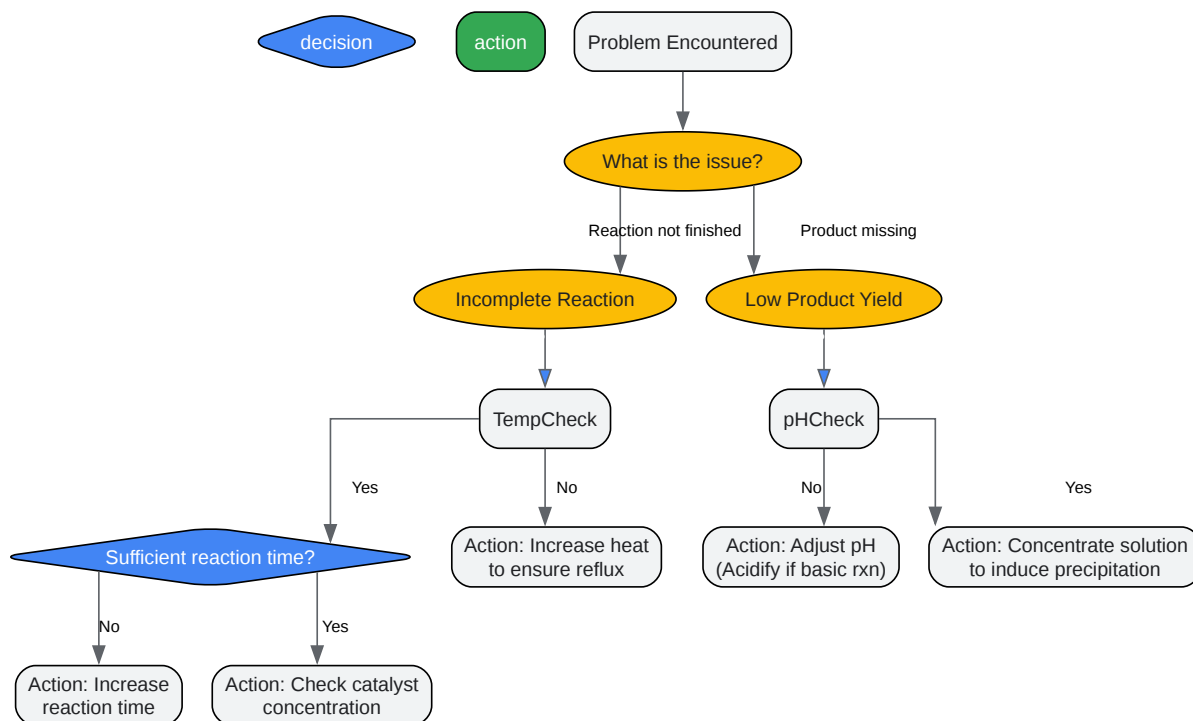 decision
action
Problem Encountered
What is the issue?
Reaction not finished
Product missing
Incomplete Reaction
Low Product Yield
TempCheck
pHCheck
Yes
No
No
Yes
Sufficient reaction time?
Action: Increase heat
to ensure reflux
Action: Adjust pH
(Acidify if basic rxn)
Action: Concentrate solution
to induce precipitation
No
Yes
Action: Increase
reaction time
Action: Check catalyst
concentration